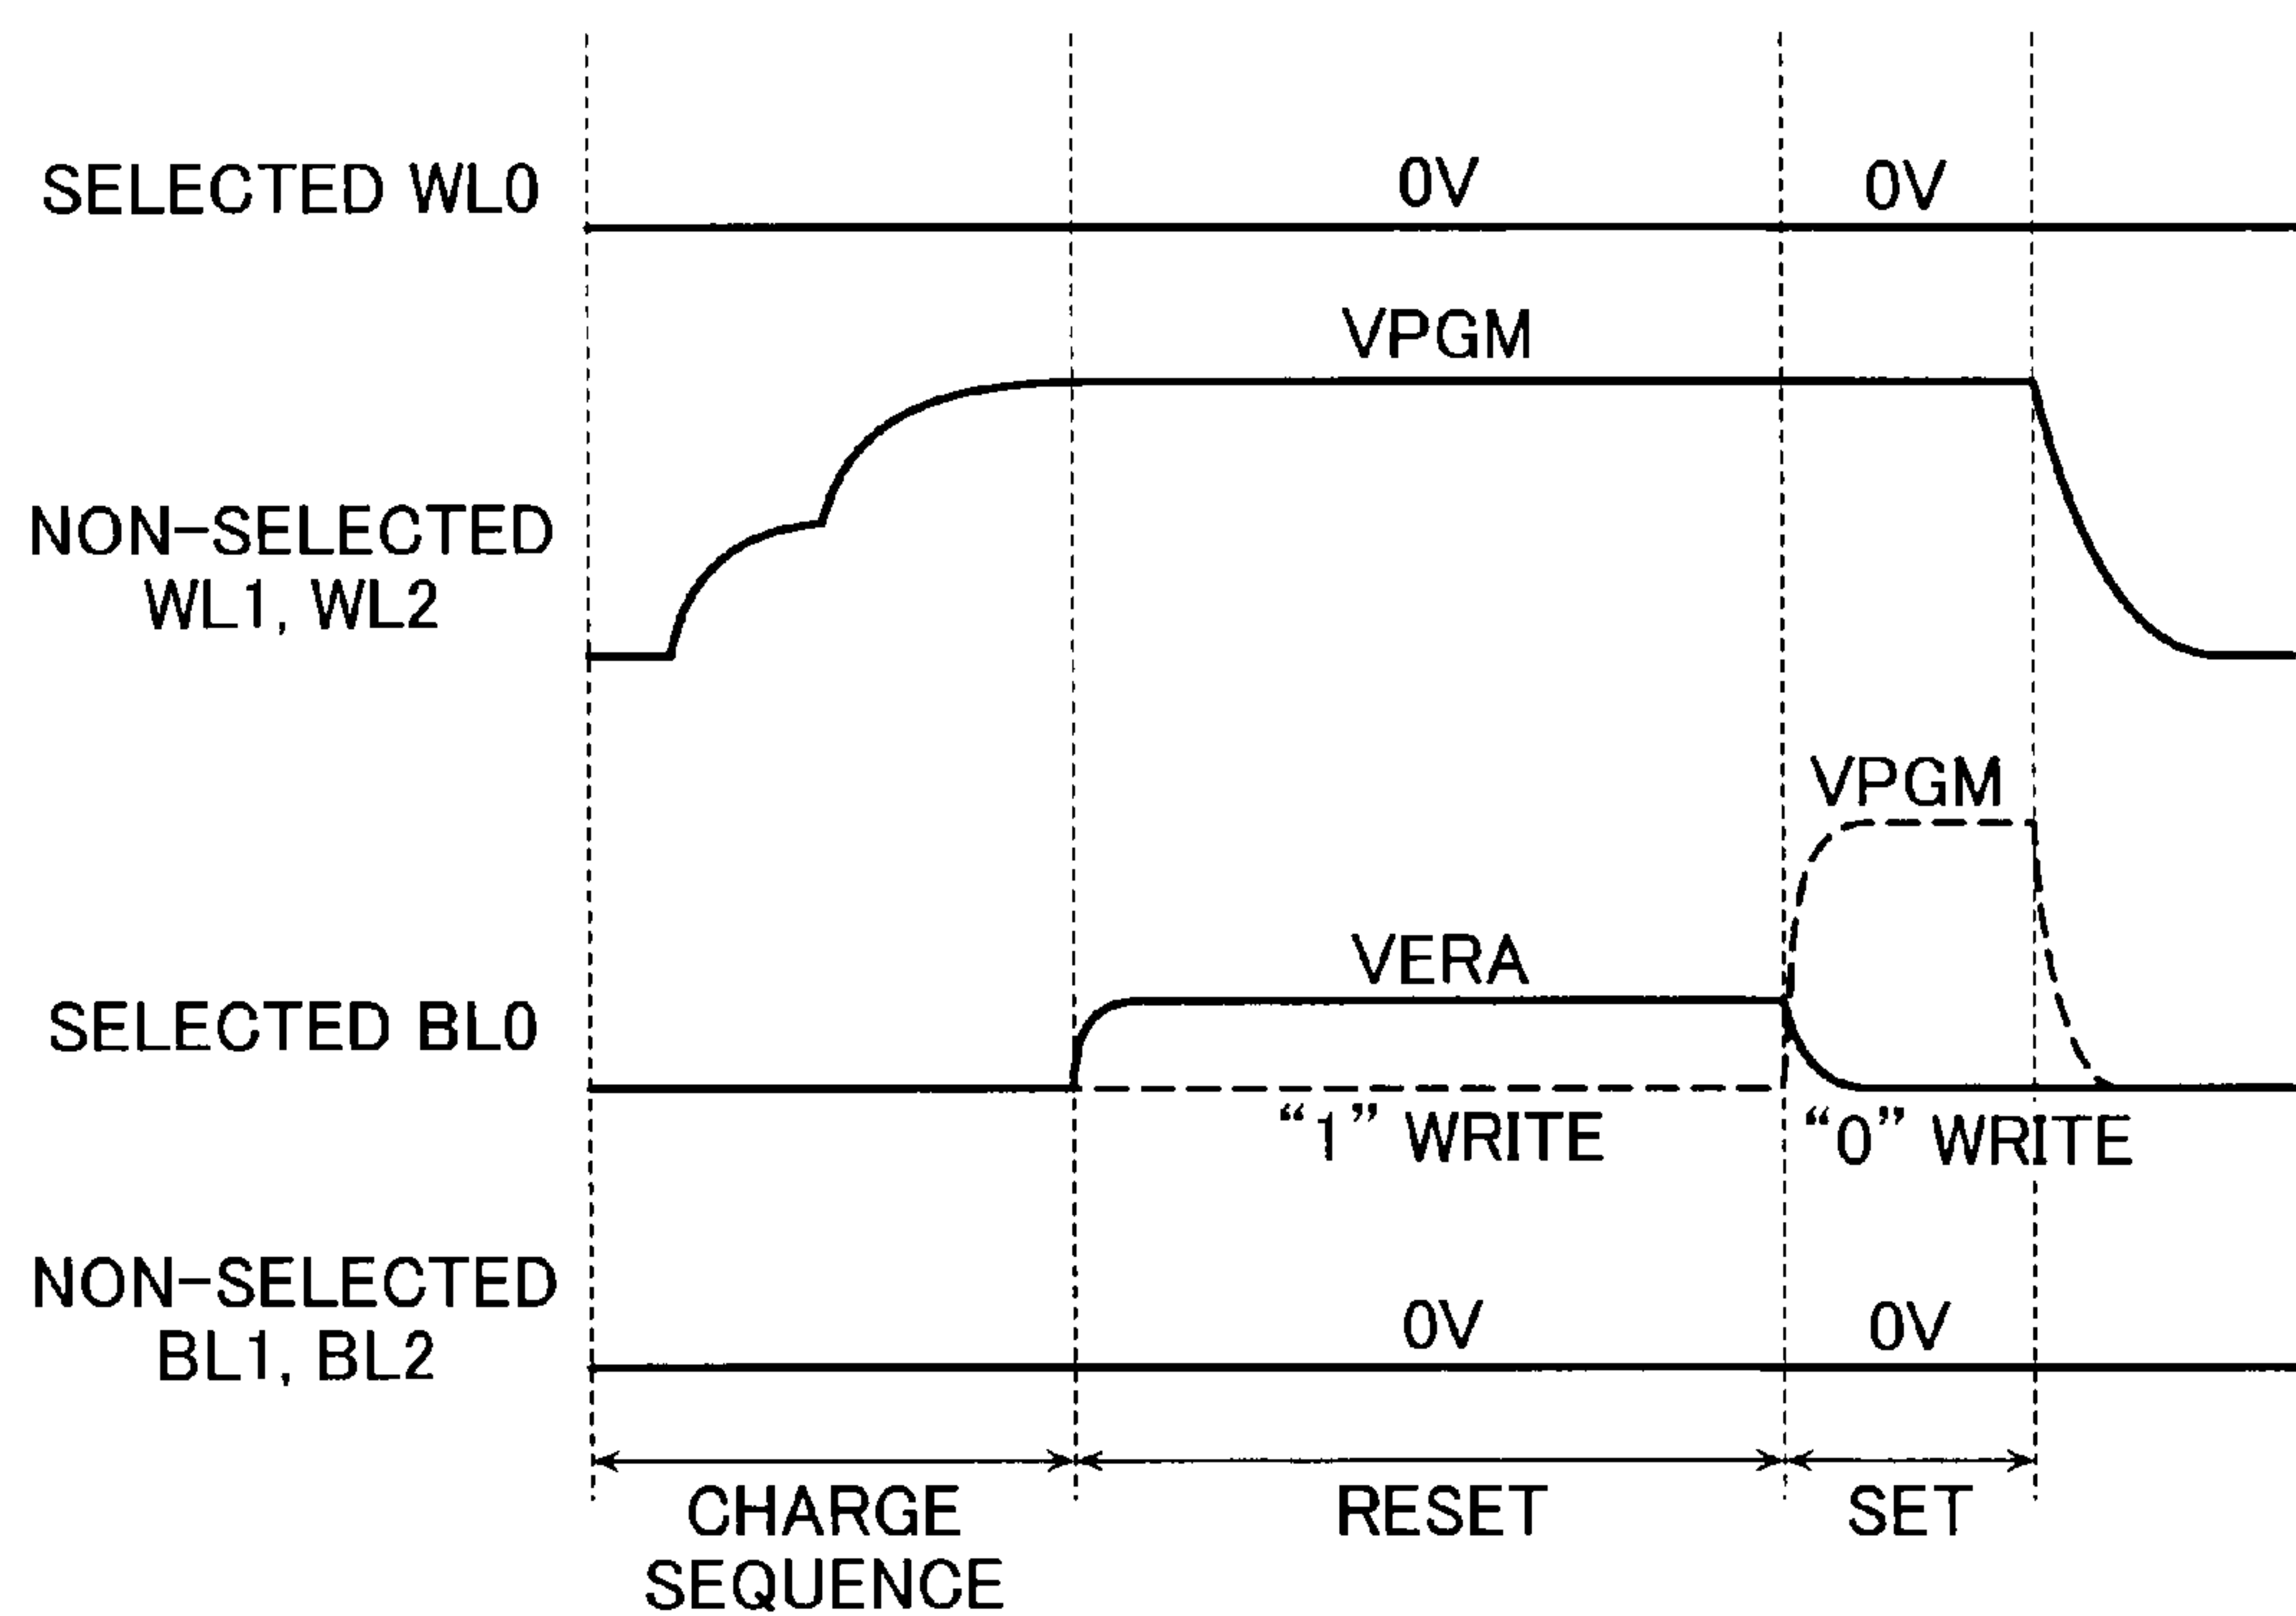 SELECTED WL0
0V
0V
VPGM
NON-SELECTED
WL1, WL2
VPGM
VERA
SELECTED BL0
“1” WRITE
“0” WRITE
NON-SELECTED
BL1, BL2
0V
0V
CHARGE
SEQUENCE
RESET
SET